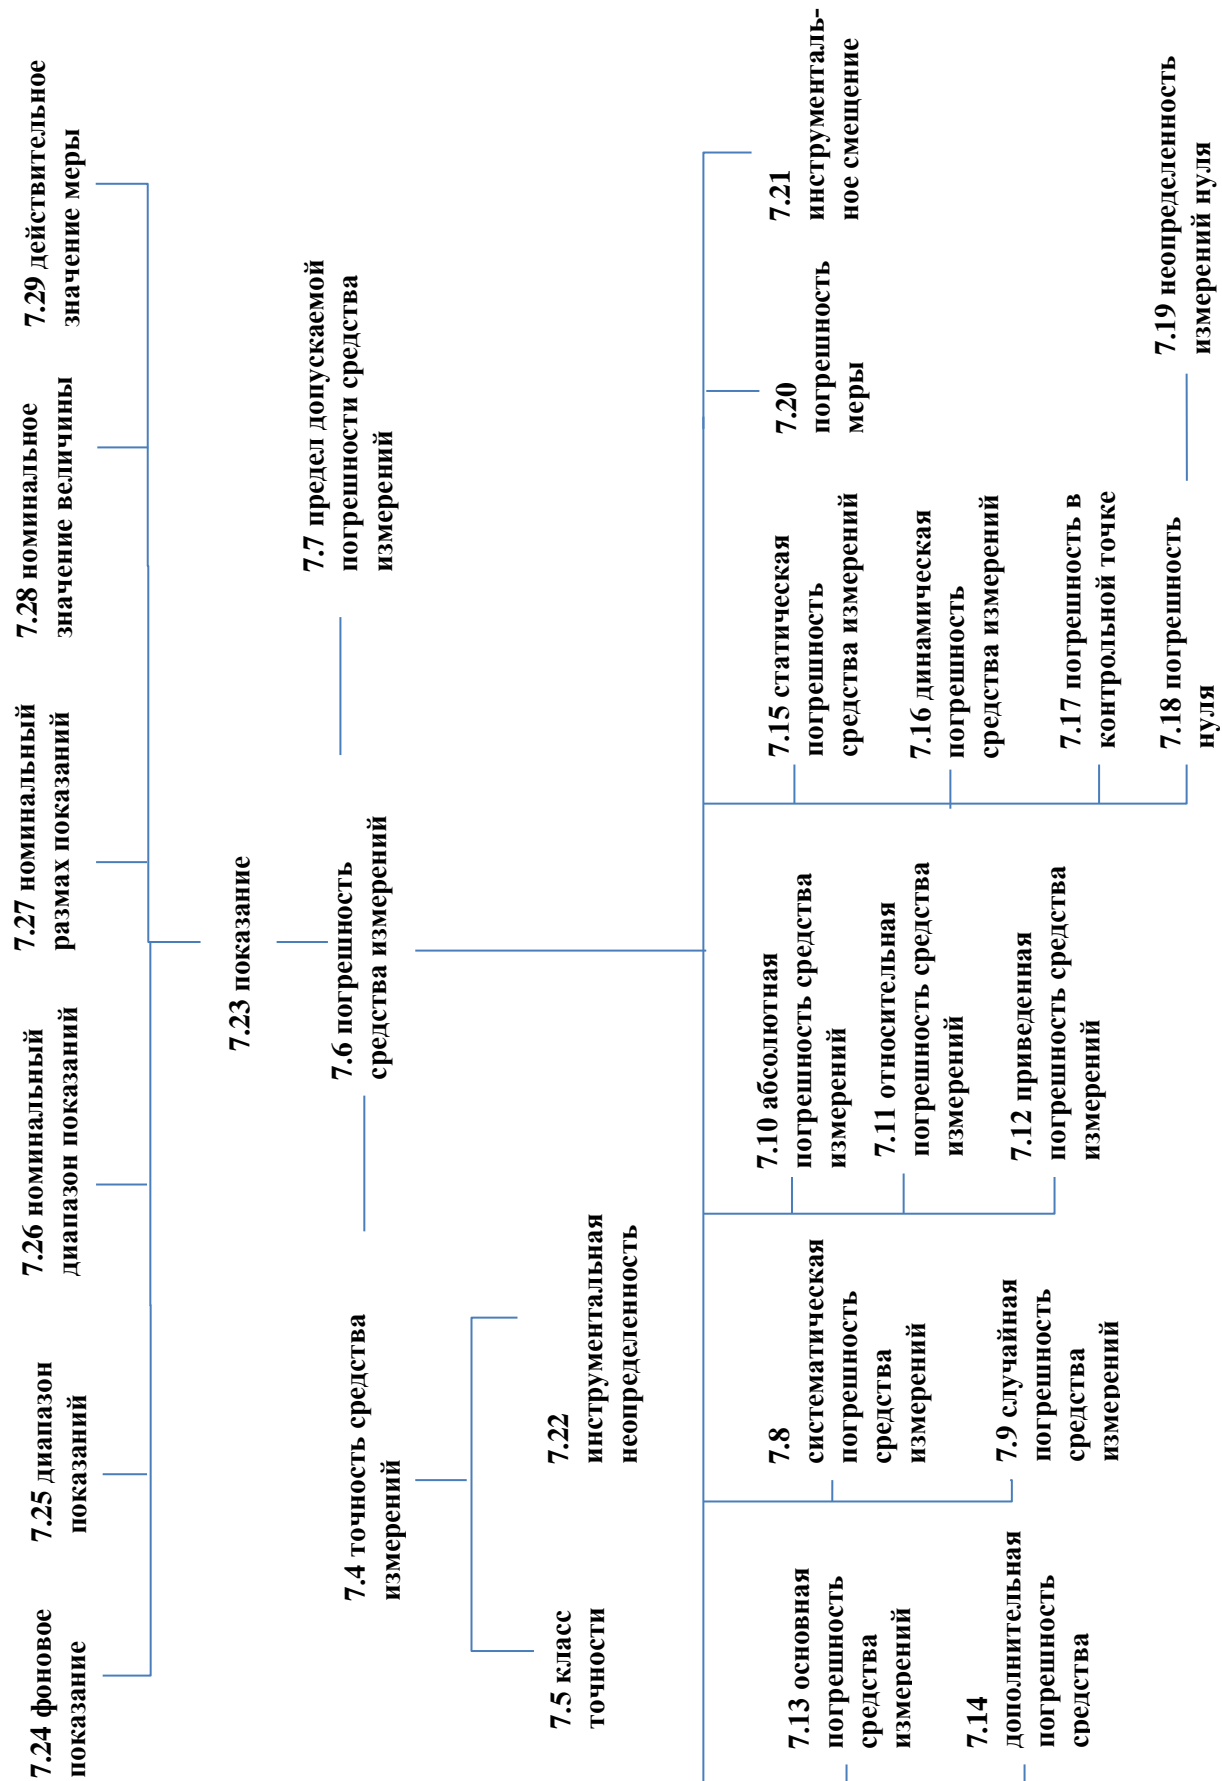 7.24 фоновое
показание
7.25 диапазон
показаний
7.26 номинальный
диапазон показаний
7.27 номинальный
размах показаний
7.28 номинальное
значение величины
7.29 действительное
значение меры
7.23 показание
7.4 точность средства
измерений
7.6 погрешность
средства измерений
7.7 предел допускаемой
погрешности средства
измерений
7.5 класс
точности
7.22
инструментальная
неопределенность
7.13 основная
погрешность
средства
измерений
7.14
дополнительная
погрешность
средства
7.8
систематическая
погрешность
средства
измерений
7.9 случайная
погрешность
средства
измерений
7.10 абсолютная
погрешность средства
измерений
7.11 относительная
погрешность средства
измерений
7.12 приведенная
погрешность средства
измерений
7.15 статическая
погрешность
средства измерений
7.16 динамическая
погрешность
средства измерений
7.17 погрешность в
контрольной точке
7.18 погрешность
нуля
7.19 неопределенность
измерений нуля
7.20
погрешность
меры
7.21
инструменталь-
ное смещение